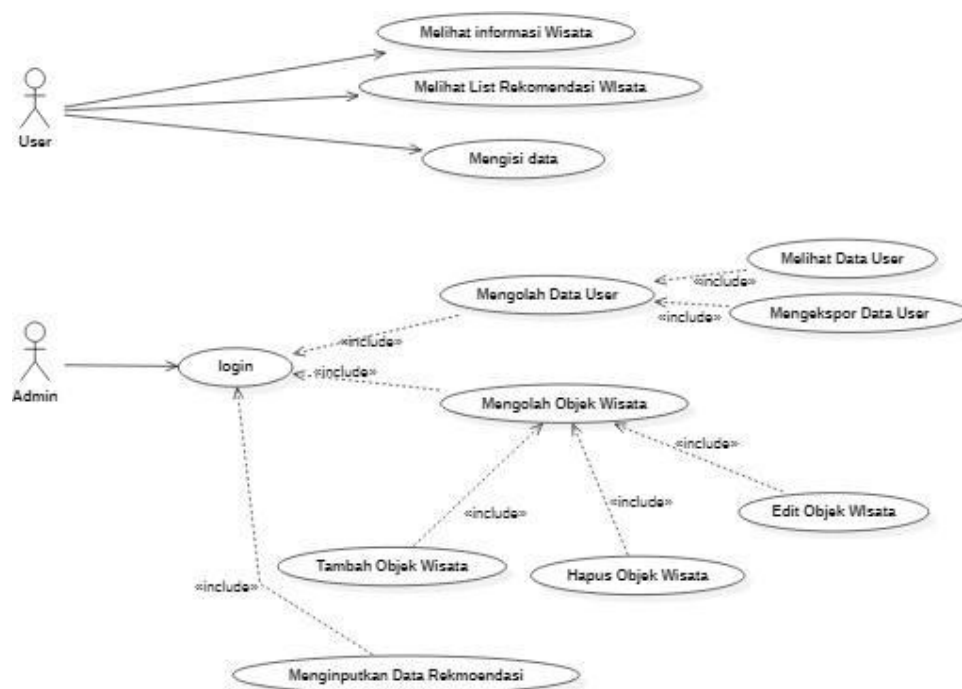 Melihat informasi Wisata
Melihat List Rekomendasi WIsata
User
Mengisi data
Melihat Data User
«include»
Mengolah Data User
Mengekspor Data User
«include»
«include»
login
«include»
Admin
Mengolah Objek Wisata
«include»
Edit Objek WIsata
«include»
«include»
Tambah Objek Wisata
Hapus Objek Wisata
«include»
Menginputkan Data Rekmoendasi